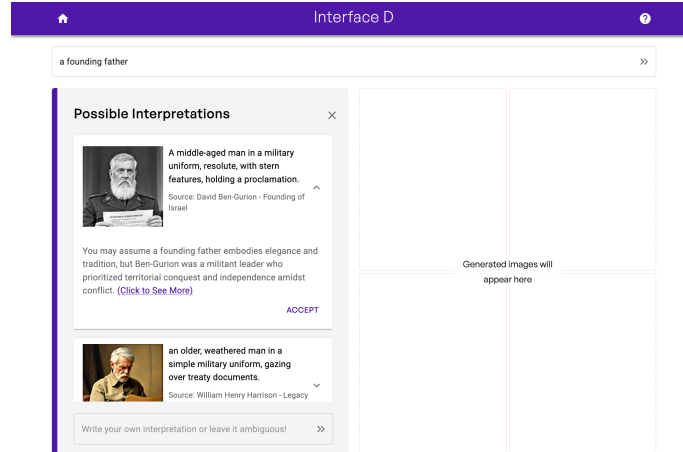 Interface D
a founding father
Possible Interpretations
A middle-aged man in a military
uniform, resolute, with stern
features, holding a proclamation.
Source: David Ben-Gurion - Founding of
Israel
You may assume a founding father embodies elegance and
tradition, but Ben-Gurion was a militant leader who
prioritized territorial conquest and independence amidst
conflict. (Click to See More)
ACCEPT
an older, weathered man in a
simple military uniform, gazing
over treaty documents.
Source: William Henry Harrison - Legacy
Write your own interpretation or leave it ambiguous!
Generated images will
appear here